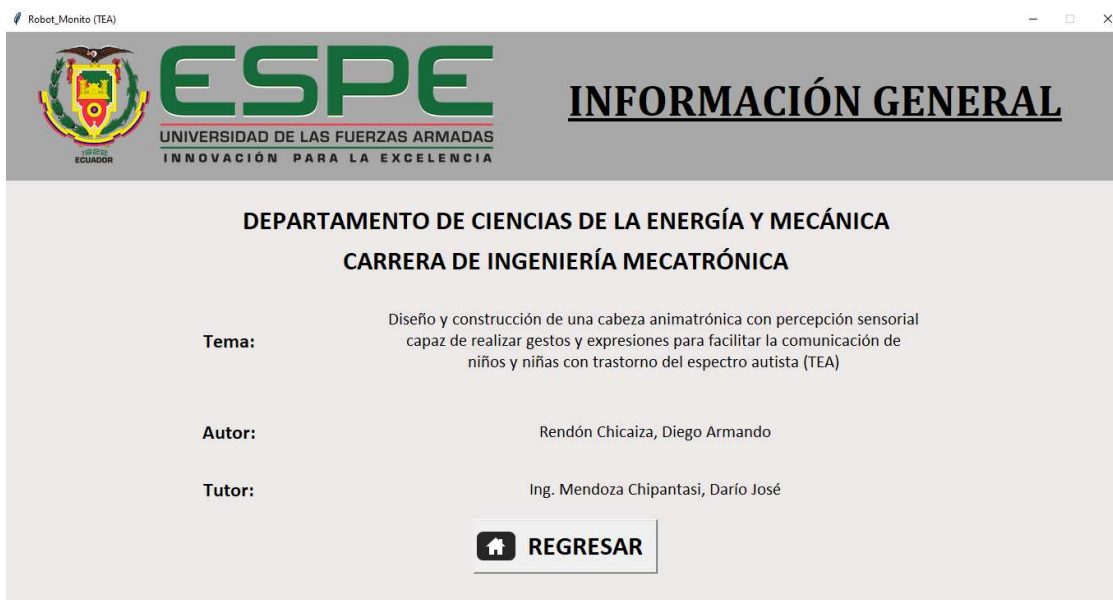 Robot_Monito (TEA)
ESPE
UNIVERSIDAD DE LAS FUERZAS ARMADAS
INNOVACIÓN PARA LA EXCELENCIA
1922
ECUADOR
INFORMACIÓN GENERAL
DEPARTAMENTO DE CIENCIAS DE LA ENERGÍA Y MECÁNICA
CARRERA DE INGENIERÍA MECATRÓNICA
Tema:
Diseño y construcción de una cabeza animatrónica con percepción sensorial
capaz de realizar gestos y expresiones para facilitar la comunicación de
niños y niñas con trastorno del espectro autista (TEA)
Autor:
Rendón Chicaiza, Diego Armando
Tutor:
Ing. Mendoza Chipantasi, Darío José
REGRESAR